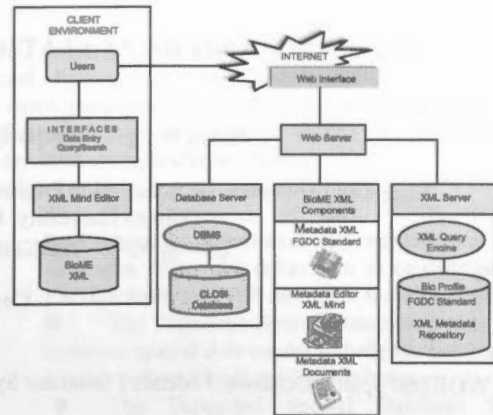 CLIENT
ENVIRONMENT
Users
INTERNET
Web Interface
INTERFACES
Data Entry
Query/Search
Web Server
XML Mind Editor
BioME
XML
Database Server
DBMS
CLOSI
Database
BioME XML
Components
Metadata XML
FGDC Standard
Metadata Editor
XML Mind
Metadata XML
Documents
XML Server
XML Query
Engine
Bio Profile
FGDC Standard
XML Metadata
Repository